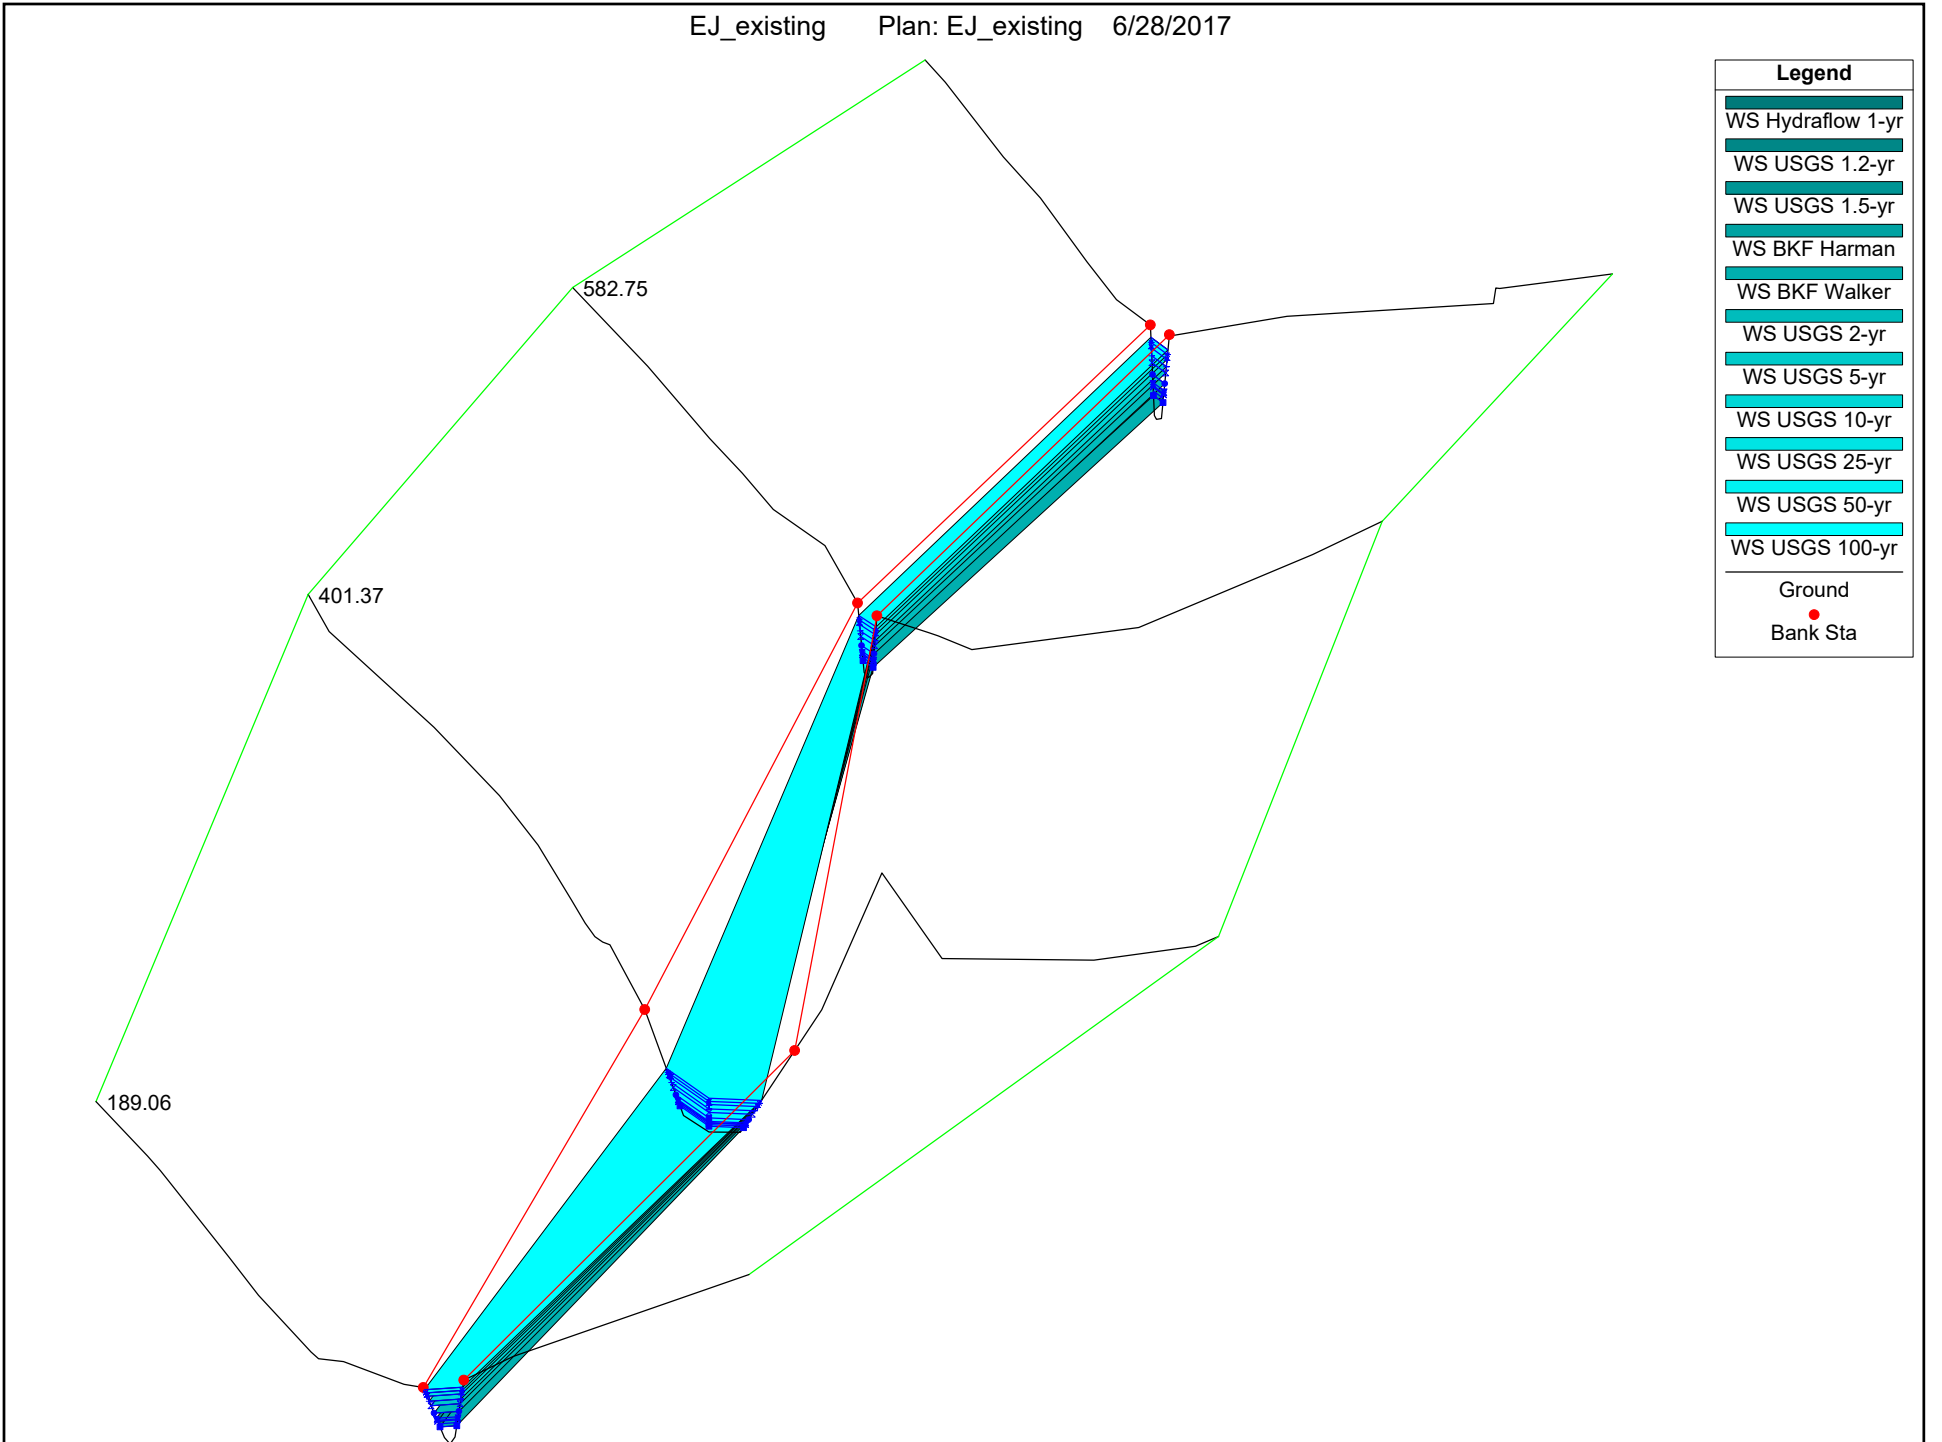 EJ_existing Plan: EJ_existing 6/28/2017
Legend
WS Hydraflow 1-yr
WS USGS 1.2-yr
WS USGS 1.5-yr
WS BKF Harman
WS BKF Walker
WS USGS 2-yr
WS USGS 5-yr
WS USGS 10-yr
WS USGS 25-yr
WS USGS 50-yr
WS USGS 100-yr
Ground
Bank Sta
582.75
401.37
189.06